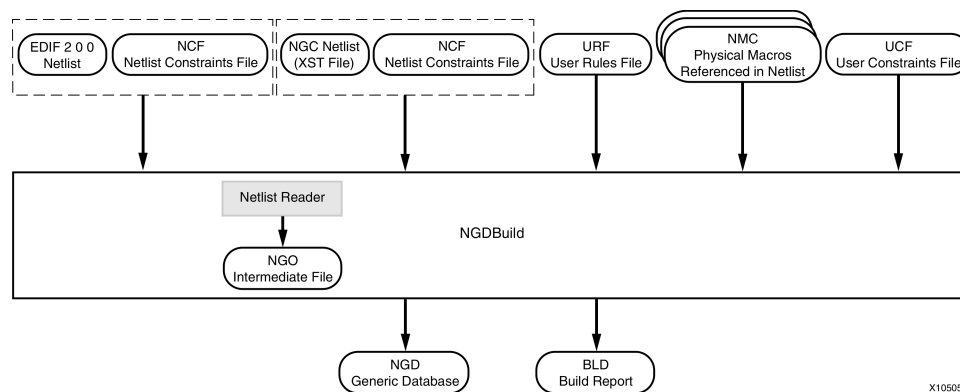 EDIF 2 0 0
Netlist
NCF
Netlist Constraints File
NGC Netlist
(XST File)
NCF
Netlist Constraints File
URF
User Rules File
NMC
Physical Macros
Referenced in Netlist
UCF
User Constraints File
Netlist Reader
NGO
Intermediate File
NGDBuild
NGD
Generic Database
BLD
Build Report
X10505